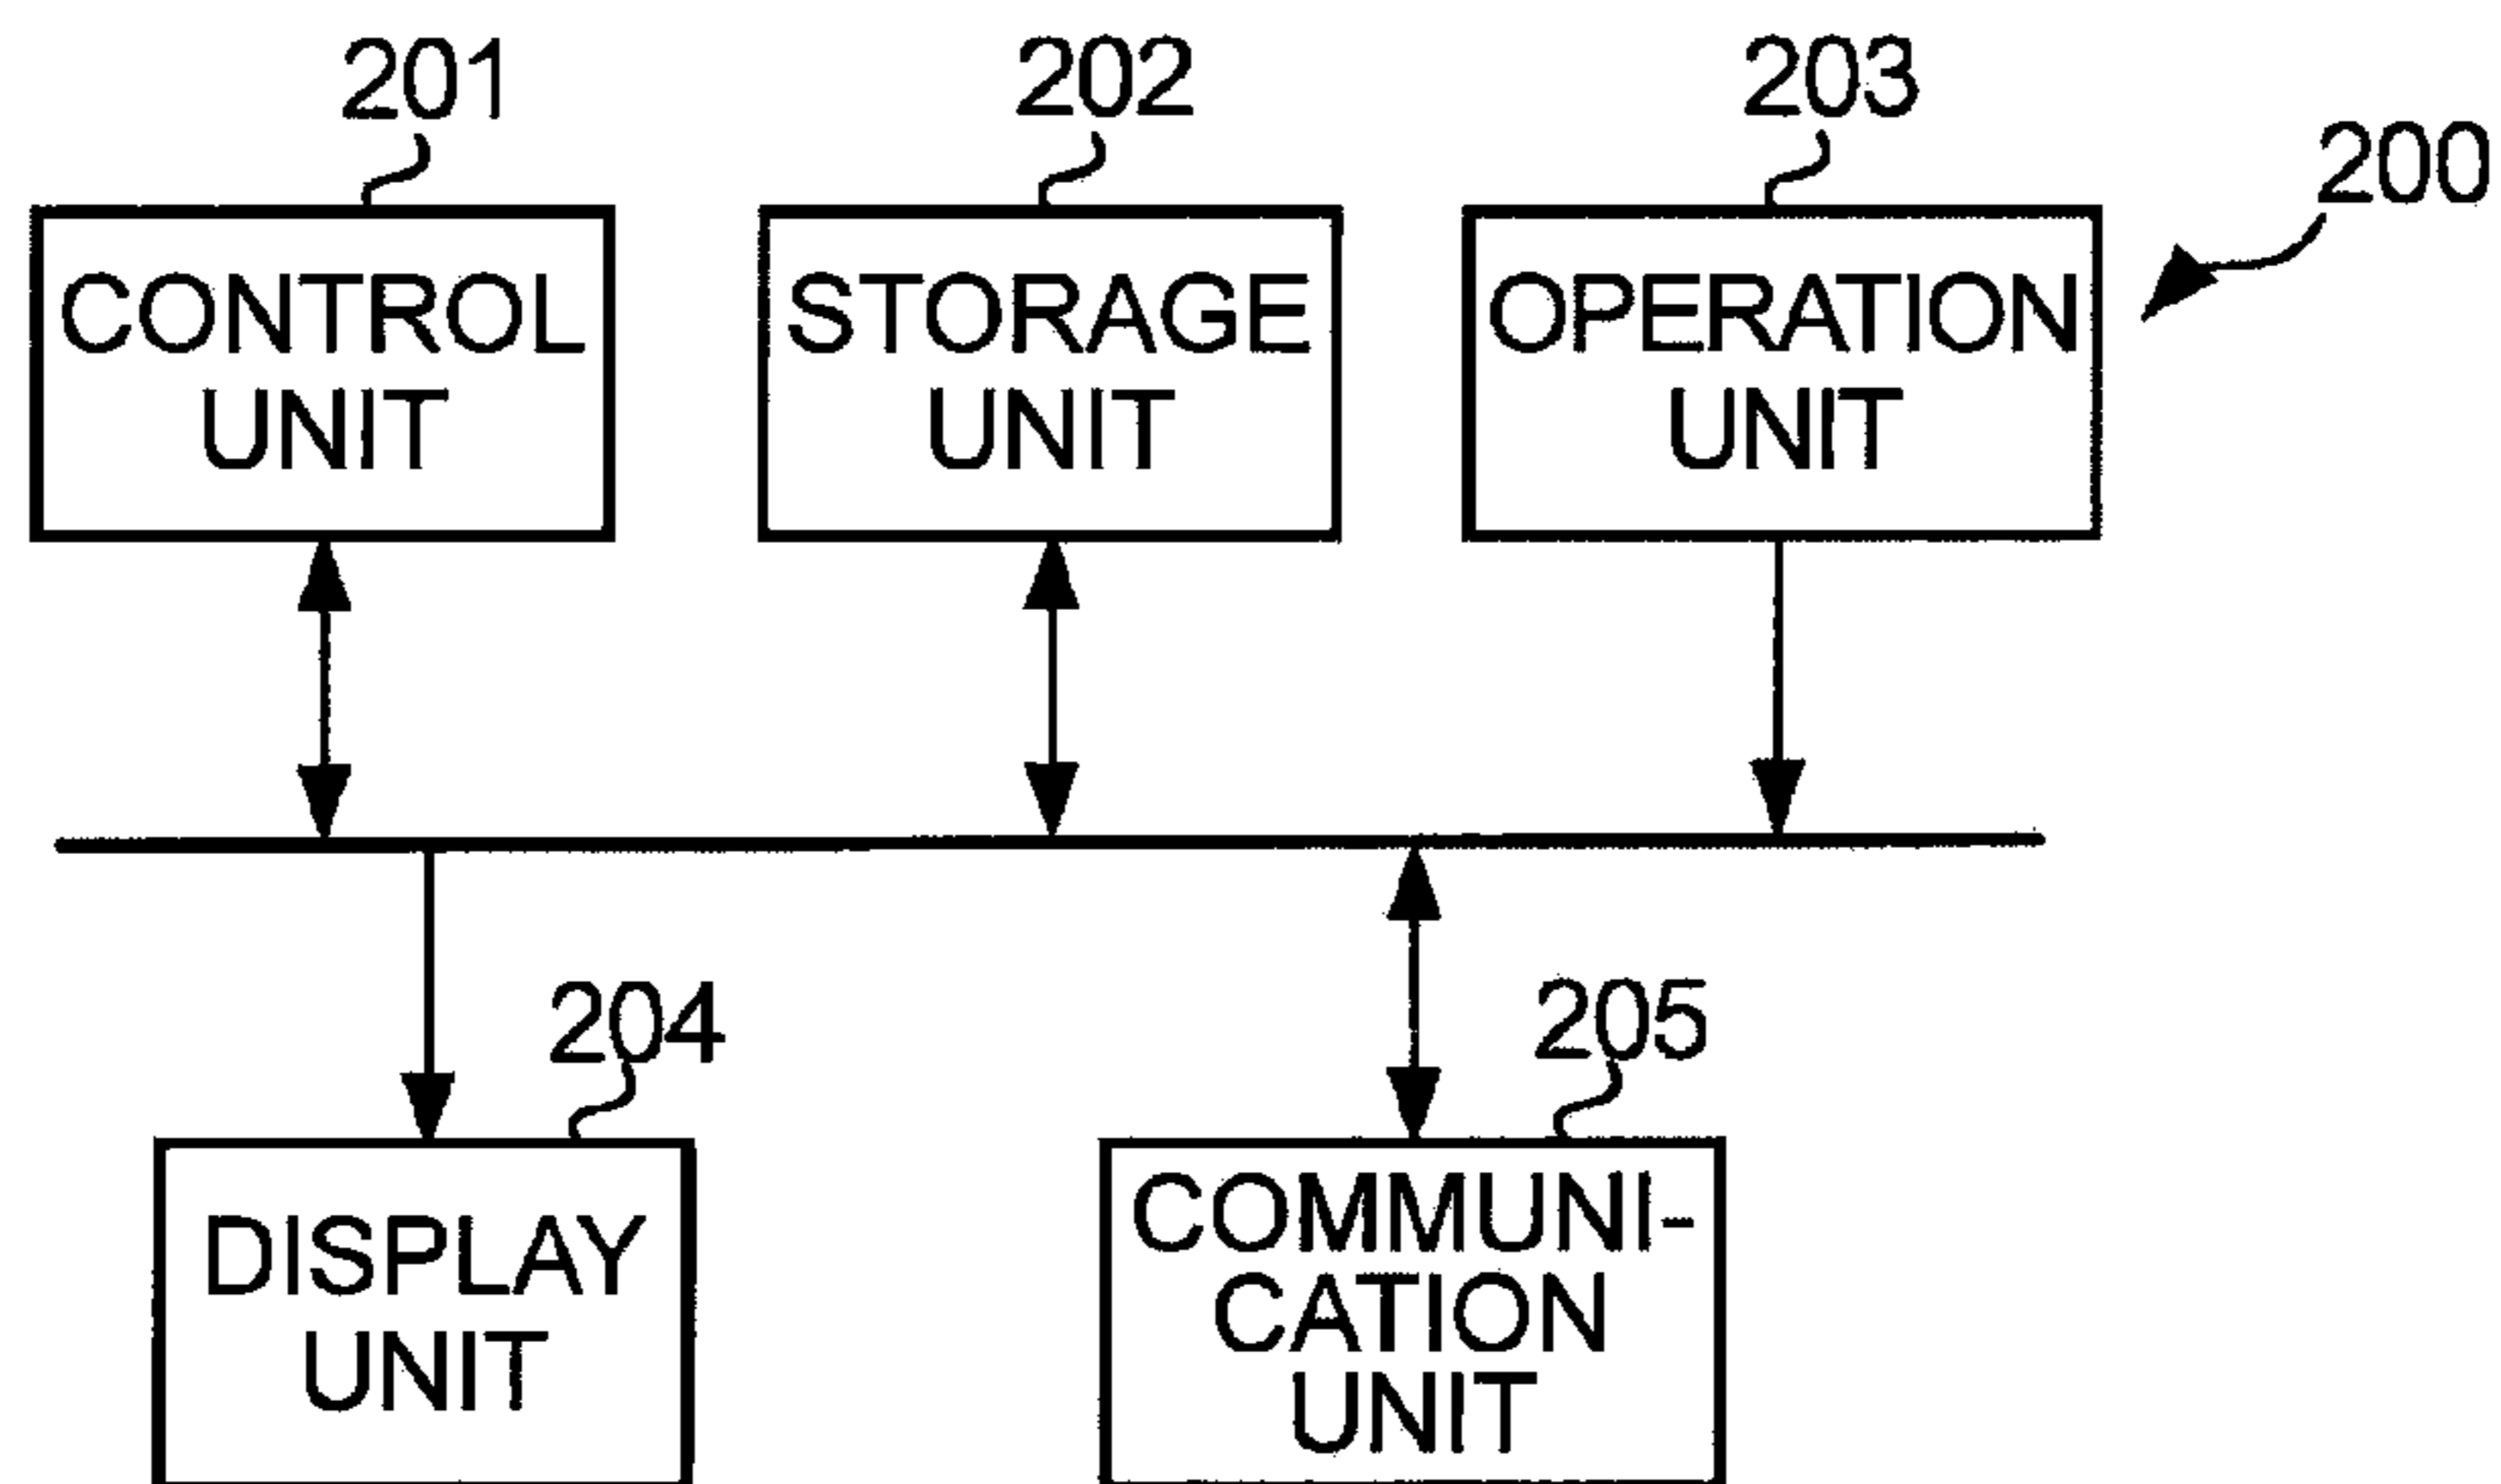 201
202
203
200
CONTROL
UNIT
STORAGE
UNIT
OPERATION
UNIT
204
205
DISPLAY
UNIT
COMMUNI-
CATION
UNIT